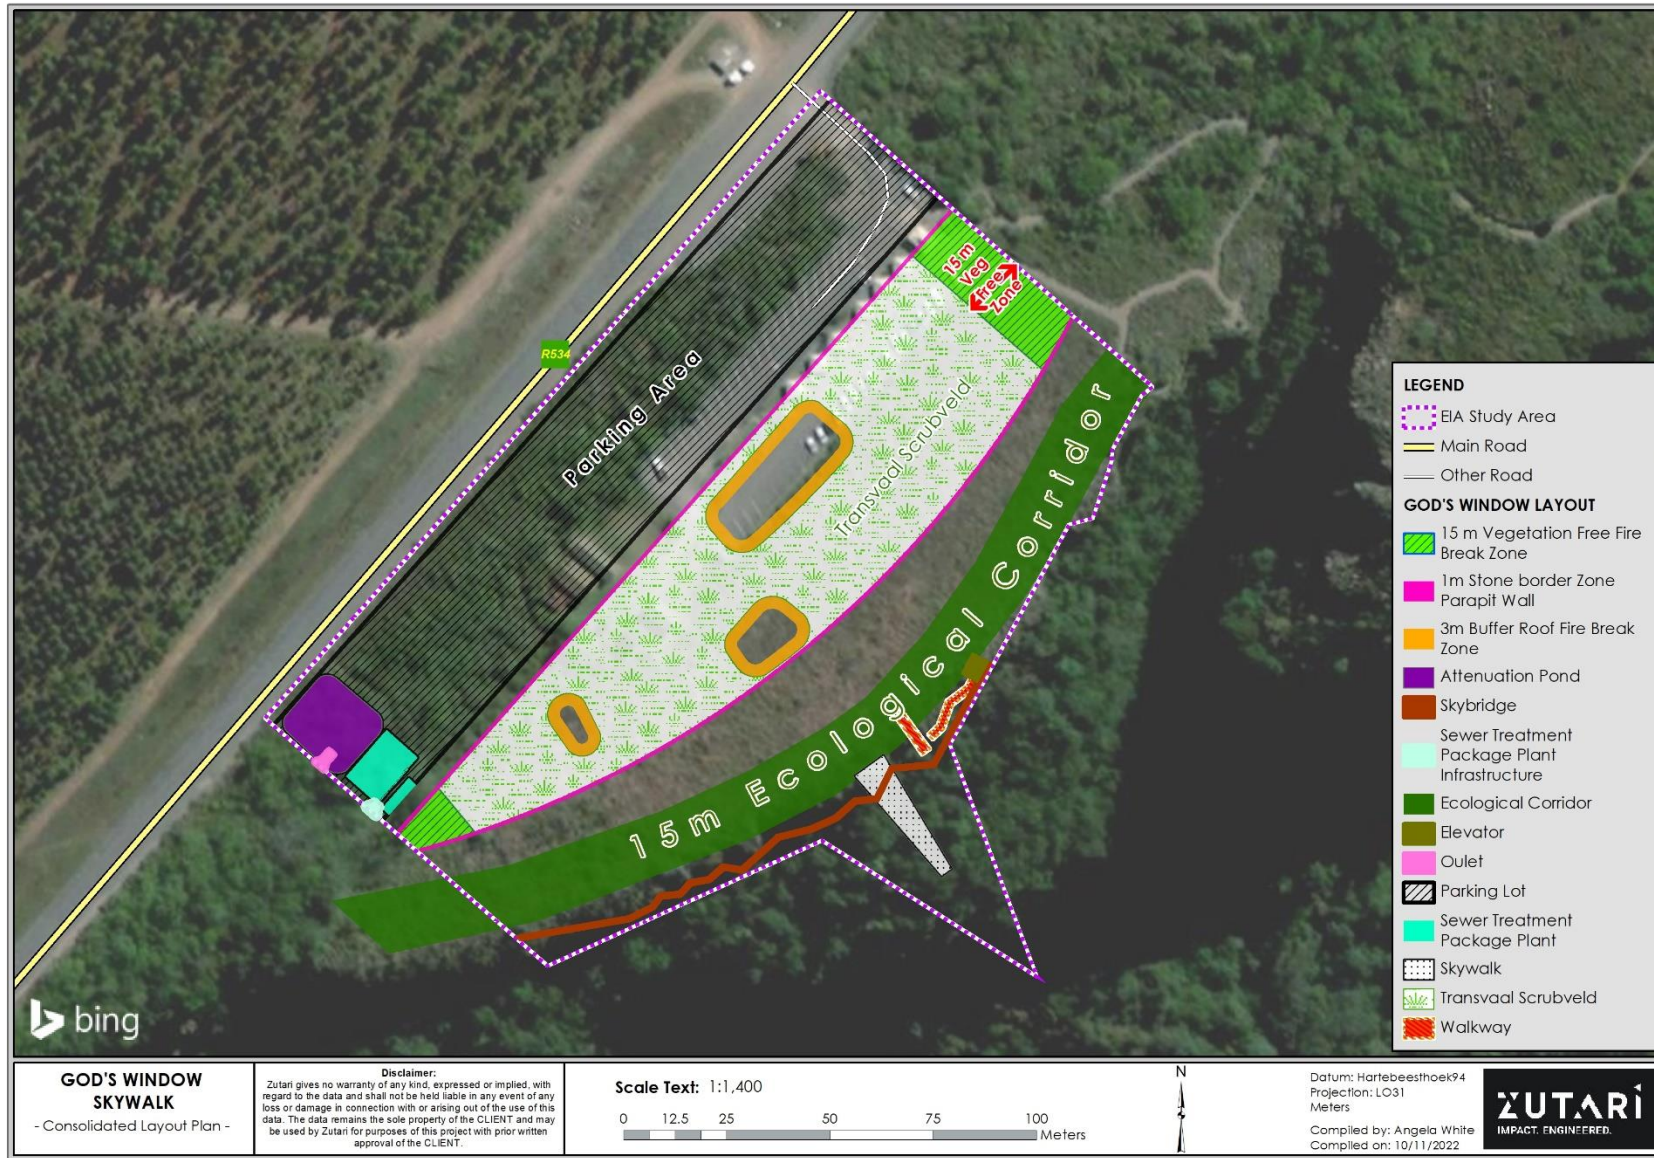 R534
Parking Area
15 m
Veg
Free
Zone
Transvaal Scrubveld
15m Ecological Corridor
bing
LEGEND
EIA Study Area
Main Road
Other Road
GOD'S WINDOW LAYOUT
15 m Vegetation Free Fire
Break Zone
1m Stone border Zone
Parapit Wall
3m Buffer Roof Fire Break
Zone
Attenuation Pond
Skybridge
Sewer Treatment
Package Plant
Infrastructure
Ecological Corridor
Elevator
Oulet
Parking Lot
Sewer Treatment
Package Plant
Skywalk
Transvaal Scrubveld
Walkway
GOD'S WINDOW
SKYWALK
- Consolidated Layout Plan -
Disclaimer:
Zutari gives no warranty of any kind, expressed or implied, with
regard to the data and shall not be held liable in any event of any
loss or damage in connection with or arising out of the use of this
data. The data remains the sole property of the CLIENT and may
be used by Zutari for purposes of this project with prior written
approval of the CLIENT.
Scale Text: 1:1,400
0 12.5 25 50 75 100
Meters
N
Datum: Hartebeesthoek94
Projection: LO31
Meters
Compiled by: Angela White
Compiled on: 10/11/2022
ZUTARI
IMPACT. ENGINEERED.